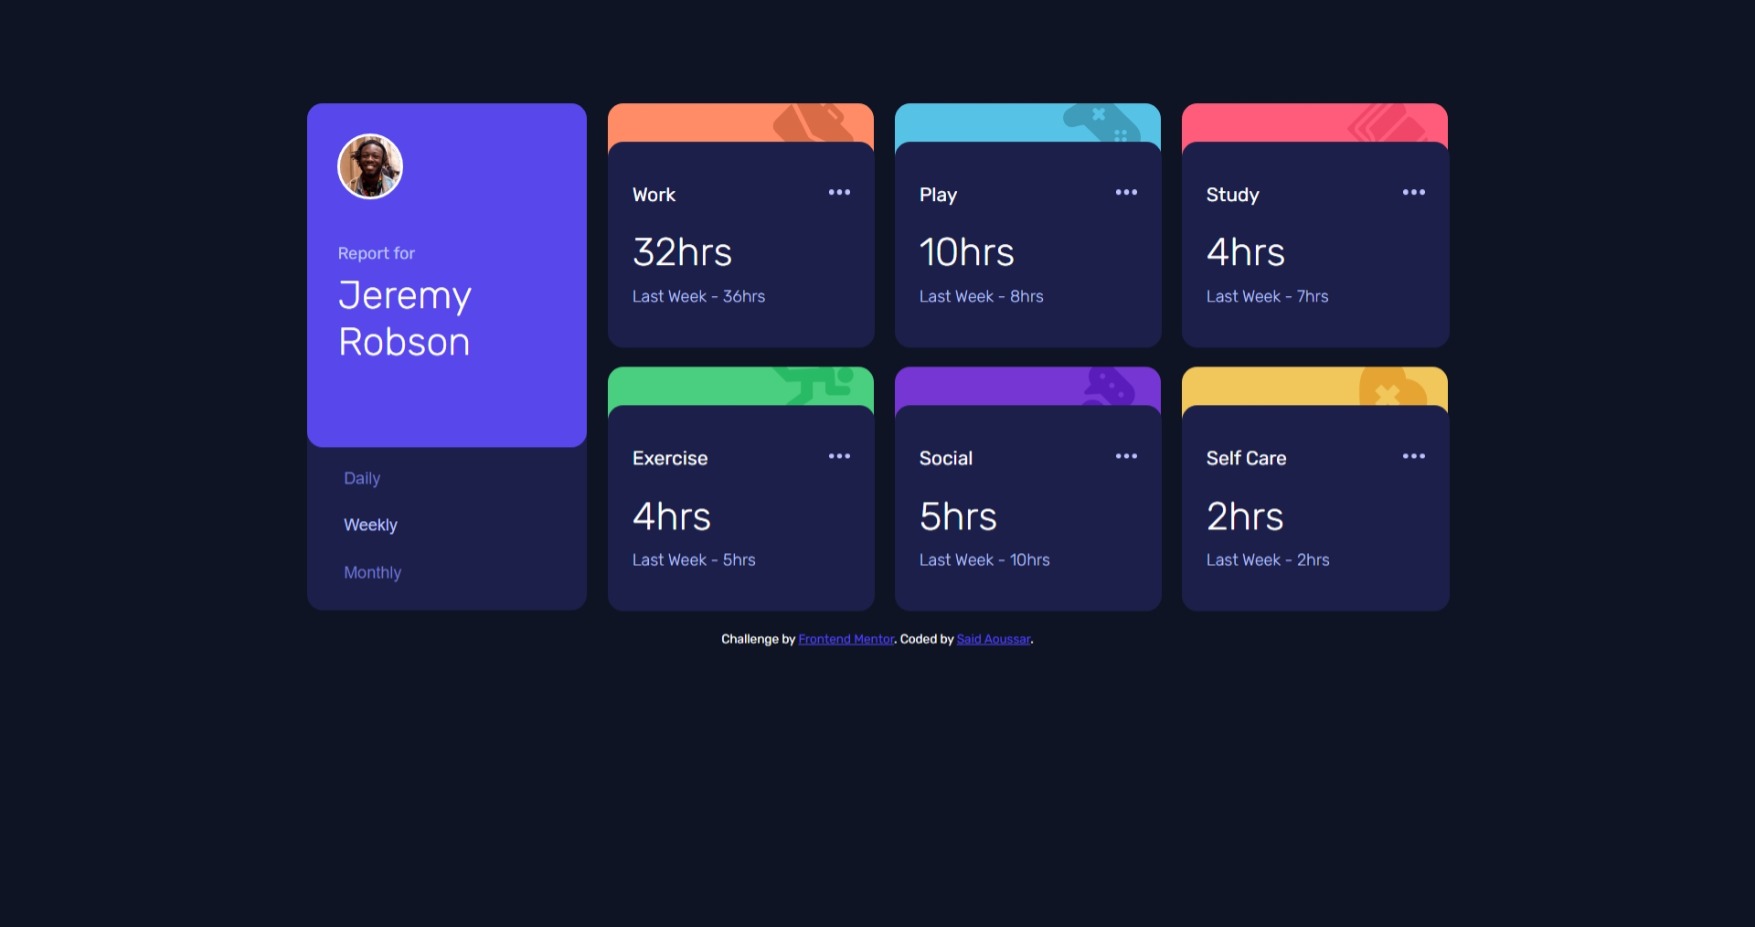 Report for
Jeremy
Robson
Daily
Weekly
Monthly
Work
32hrs
Last Week - 36hrs
Play
10hrs
Last Week - 8hrs
Study
4hrs
Last Week - 7hrs
Exercise
4hrs
Last Week - 5hrs
Social
5hrs
Last Week - 10hrs
Self Care
2hrs
Last Week - 2hrs
Challenge by Frontend Mentor. Coded by Said Aoussar.